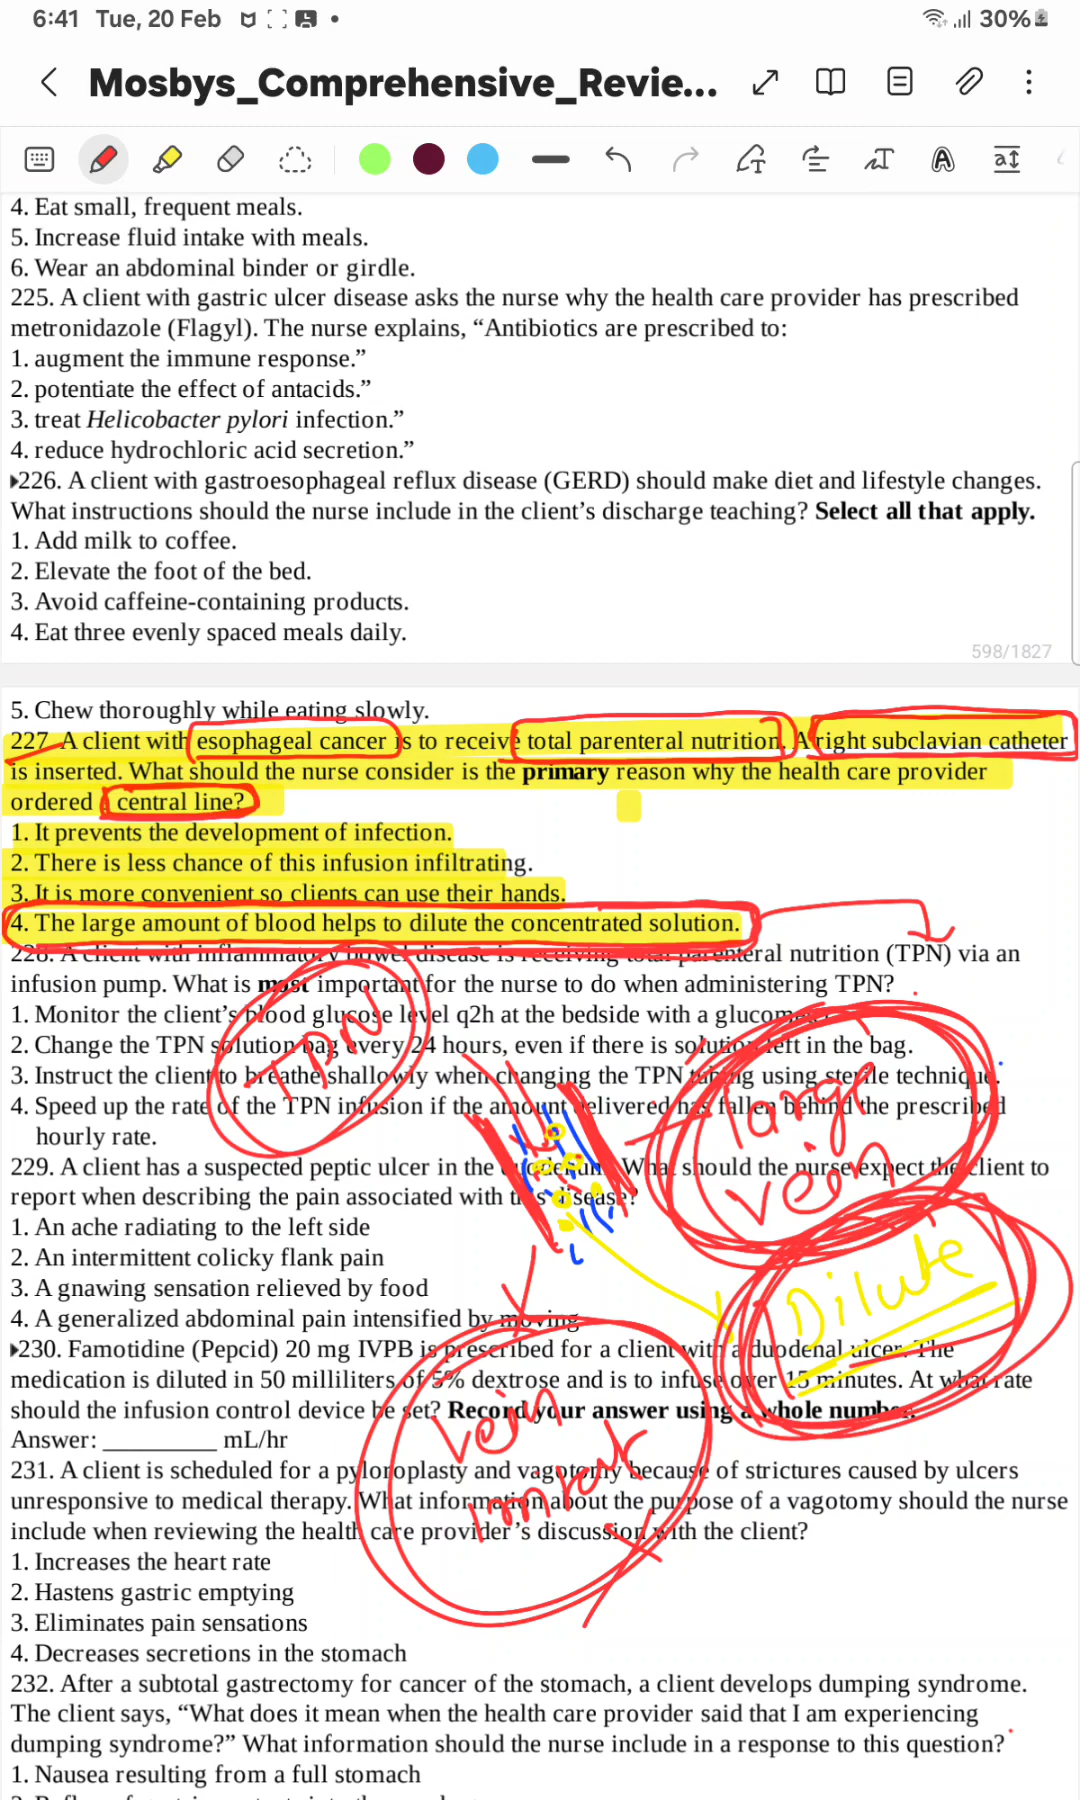 6:41 Tue, 20 Feb
30%
Mosbys_Comprehensive_Revie...
4. Eat small, frequent meals.
5. Increase fluid intake with meals.
6. Wear an abdominal binder or girdle.
225. A client with gastric ulcer disease asks the nurse why the health care provider has prescribed
metronidazole (Flagyl). The nurse explains, “Antibiotics are prescribed to:
1. augment the immune response.”
2. potentiate the effect of antacids.”
3. treat Helicobacter pylori infection.”
4. reduce hydrochloric acid secretion.”
226. A client with gastroesophageal reflux disease (GERD) should make diet and lifestyle changes.
What instructions should the nurse include in the client’s discharge teaching? Select all that apply.
1. Add milk to coffee.
2. Elevate the foot of the bed.
3. Avoid caffeine-containing products.
4. Eat three evenly spaced meals daily.
598/1827
5. Chew thoroughly while eating slowly.
227. A client with esophageal cancer is to receive total parenteral nutrition. A right subclavian catheter
is inserted. What should the nurse consider is the primary reason why the health care provider
ordered central line?
1. It prevents the development of infection.
2. There is less chance of this infusion infiltrating.
3. It is more convenient so clients can use their hands.
4. The large amount of blood helps to dilute the concentrated solution.
228. A client with inflammatory bowel disease is receiving total parenteral nutrition (TPN) via an
infusion pump. What is most important for the nurse to do when administering TPN?
1. Monitor the client’s blood glucose level q2h at the bedside with a glucometer.
2. Change the TPN solution bag every 24 hours, even if there is solution left in the bag.
3. Instruct the client to breathe shallowly when changing the TPN tubing using sterile technique.
4. Speed up the rate of the TPN infusion if the amount delivered has fallen behind the prescribed
hourly rate.
TPN
large
vein
229. A client has a suspected peptic ulcer in the What should the nurse expect the client to
report when describing the pain associated with this disease?
1. An ache radiating to the left side
2. An intermittent colicky flank pain
3. A gnawing sensation relieved by food
4. A generalized abdominal pain intensified by moving
Dilute
230. Famotidine (Pepcid) 20 mg IVPB is prescribed for a client with a duodenal ulcer. The
medication is diluted in 50 milliliters of 5% dextrose and is to infuse over 15 minutes. At what rate
should the infusion control device be set? Record your answer using a whole number.
Answer: _________ mL/hr
vein
231. A client is scheduled for a pyloroplasty and vagotomy because of strictures caused by ulcers
unresponsive to medical therapy. What information about the purpose of a vagotomy should the nurse
include when reviewing the health care provider’s discussion with the client?
1. Increases the heart rate
2. Hastens gastric emptying
3. Eliminates pain sensations
4. Decreases secretions in the stomach
232. After a subtotal gastrectomy for cancer of the stomach, a client develops dumping syndrome.
The client says, “What does it mean when the health care provider said that I am experiencing
dumping syndrome?” What information should the nurse include in a response to this question?
1. Nausea resulting from a full stomach